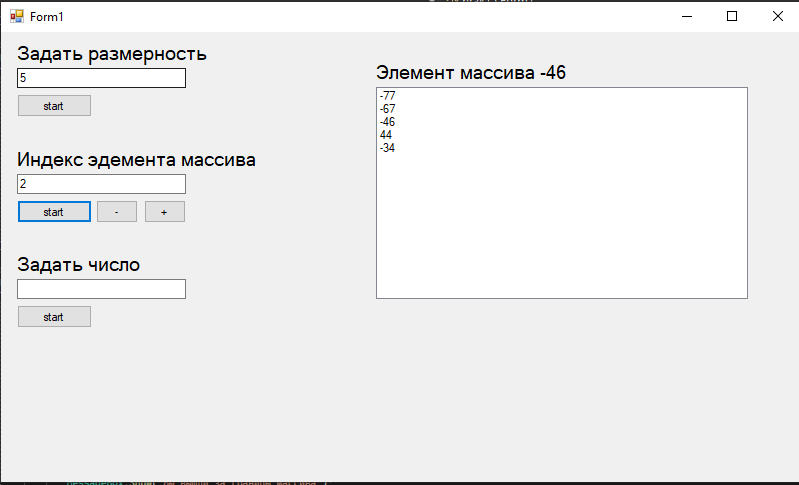 Form1
Задать размерность
5
start
Индекс эдемента массива
2
start - +
Задать число
start
Элемент массива -46
-77
-67
-46
44
-34